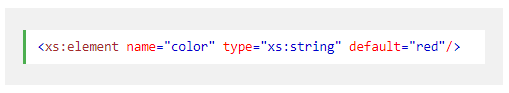 <xs:element name="color" type="xs:string" default="red"/>